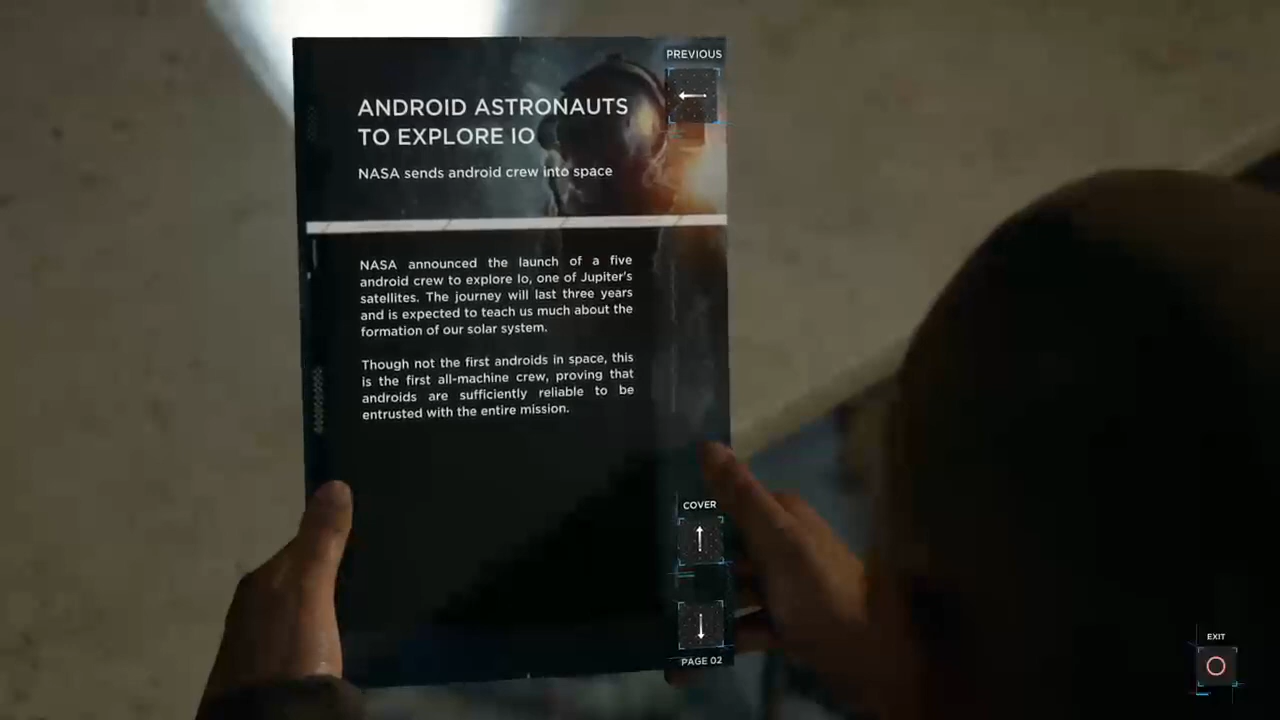 PREVIOUS
ANDROID ASTRONAUTS
TO EXPLORE IO
NASA sends android crew into space
NASA announced the launch of a five
android crew to explore Io, one of Jupiter's
satellites. The journey will last three years
and is expected to teach us much about the
formation of our solar system.
Though not the first androids in space, this
is the first all-machine crew, proving that
androids are sufficiently reliable to be
entrusted with the entire mission.
COVER
PAGE 02
EXIT